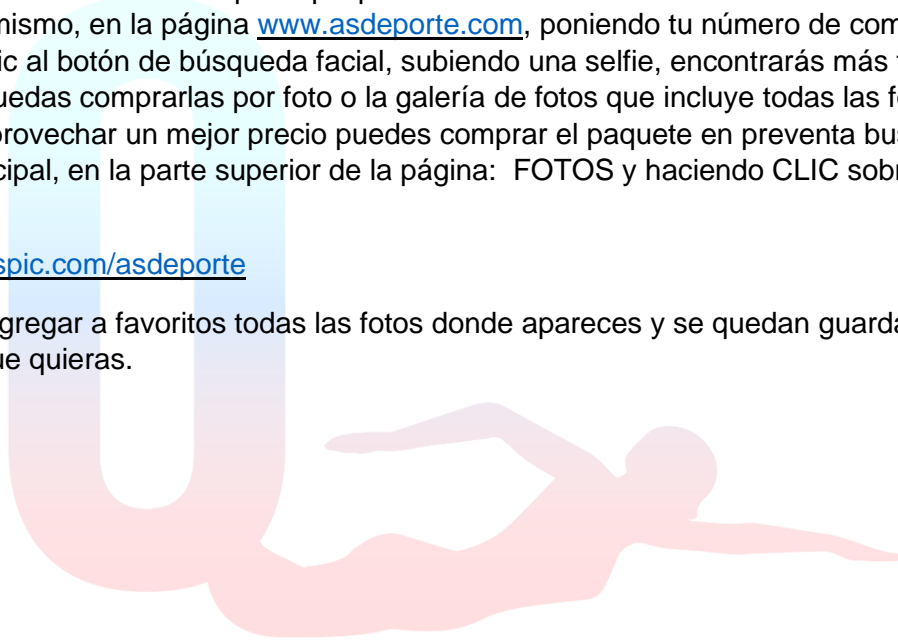 mismo, en la página www.asdeporte.com, poniendo tu número de com
ic al botón de búsqueda facial, subiendo una selfie, encontrarás más
uedas comprarlas por foto o la galería de fotos que incluye todas las f
provechar un mejor precio puedes comprar el paquete en preventa bus
cipal, en la parte superior de la página: FOTOS y haciendo CLIC sob
spic.com/asdeporte
gregar a favoritos todas las fotos donde apareces y se quedan guarda
ue quieras.